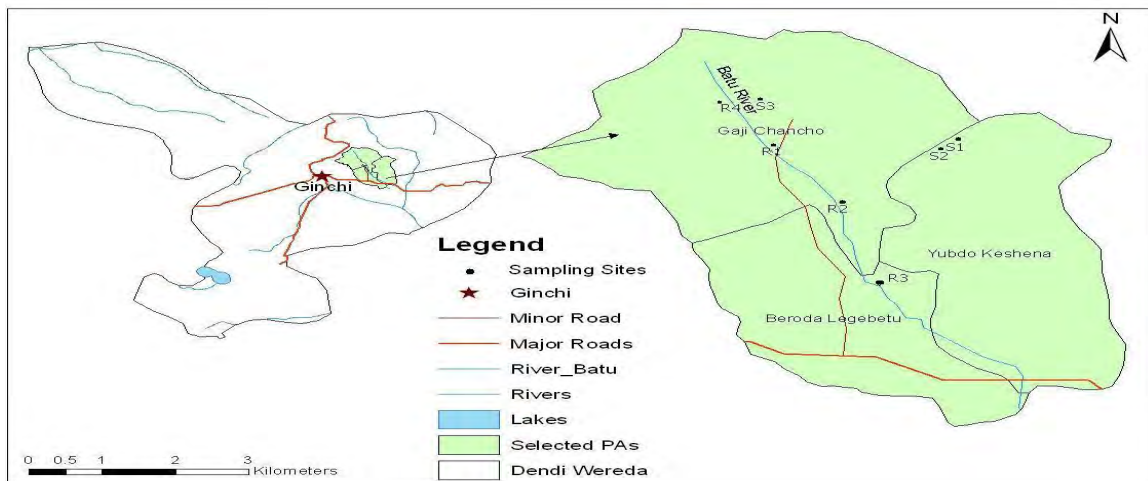 N
Batu River
R4
S3
Gaji Chancho
R1
S1
S2
Ginchi
R2
Yubdo Keshena
R3
Beroda Legebetu
Legend
Sampling Sites
Ginchi
Minor Road
Major Roads
River_Batu
Rivers
Lakes
Selected PAs
Dendi Wereda
0 0.5 1 2 3
Kilometers